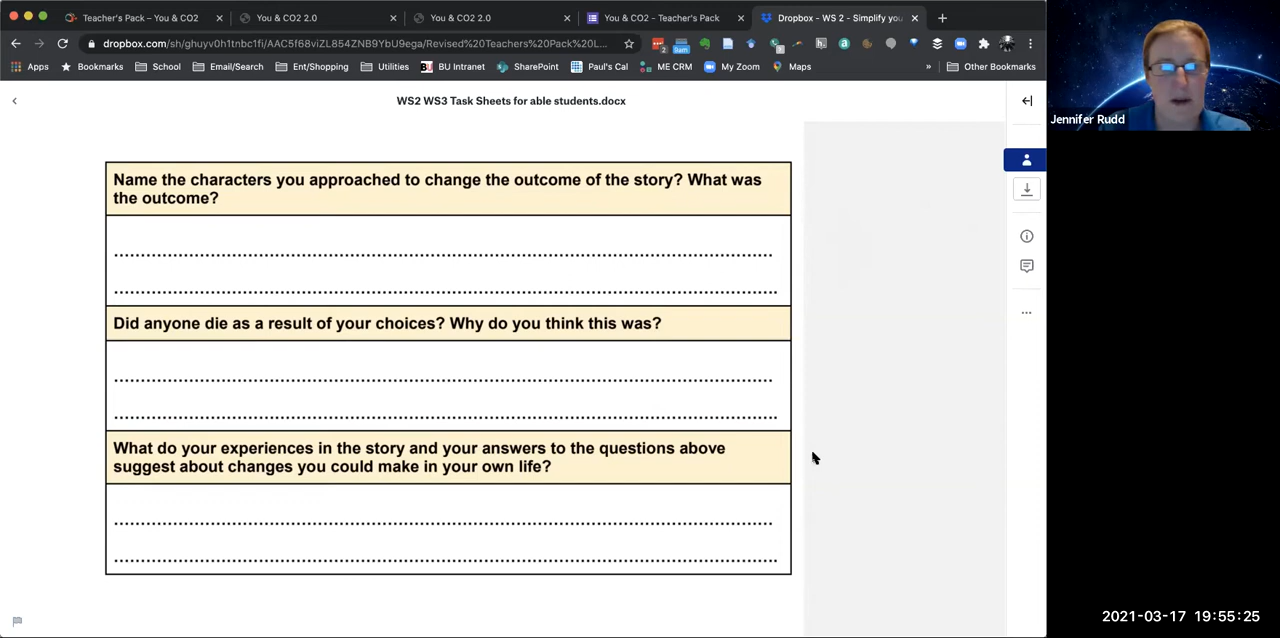 Teacher's Pack – You & CO2
You & CO2 2.0
You & CO2 2.0
You & CO2 - Teacher's Pack
Dropbox - WS 2 - Simplify you
dropbox.com/sh/ghuyv0h1tnbc1fi/AAC5f68viZL854ZNB9YbU9ega/Revised%20Teachers%20Pack%20L...
Apps
Bookmarks
School
Email/Search
Ent/Shopping
Utilities
BU Intranet
SharePoint
Paul's Cal
ME CRM
My Zoom
Maps
»
Other Bookmarks
Jennifer Rudd
WS2 WS3 Task Sheets for able students.docx
Name the characters you approached to change the outcome of the story? What was
the outcome?
Did anyone die as a result of your choices? Why do you think this was?
What do your experiences in the story and your answers to the questions above
suggest about changes you could make in your own life?
2021-03-17 19:55:25